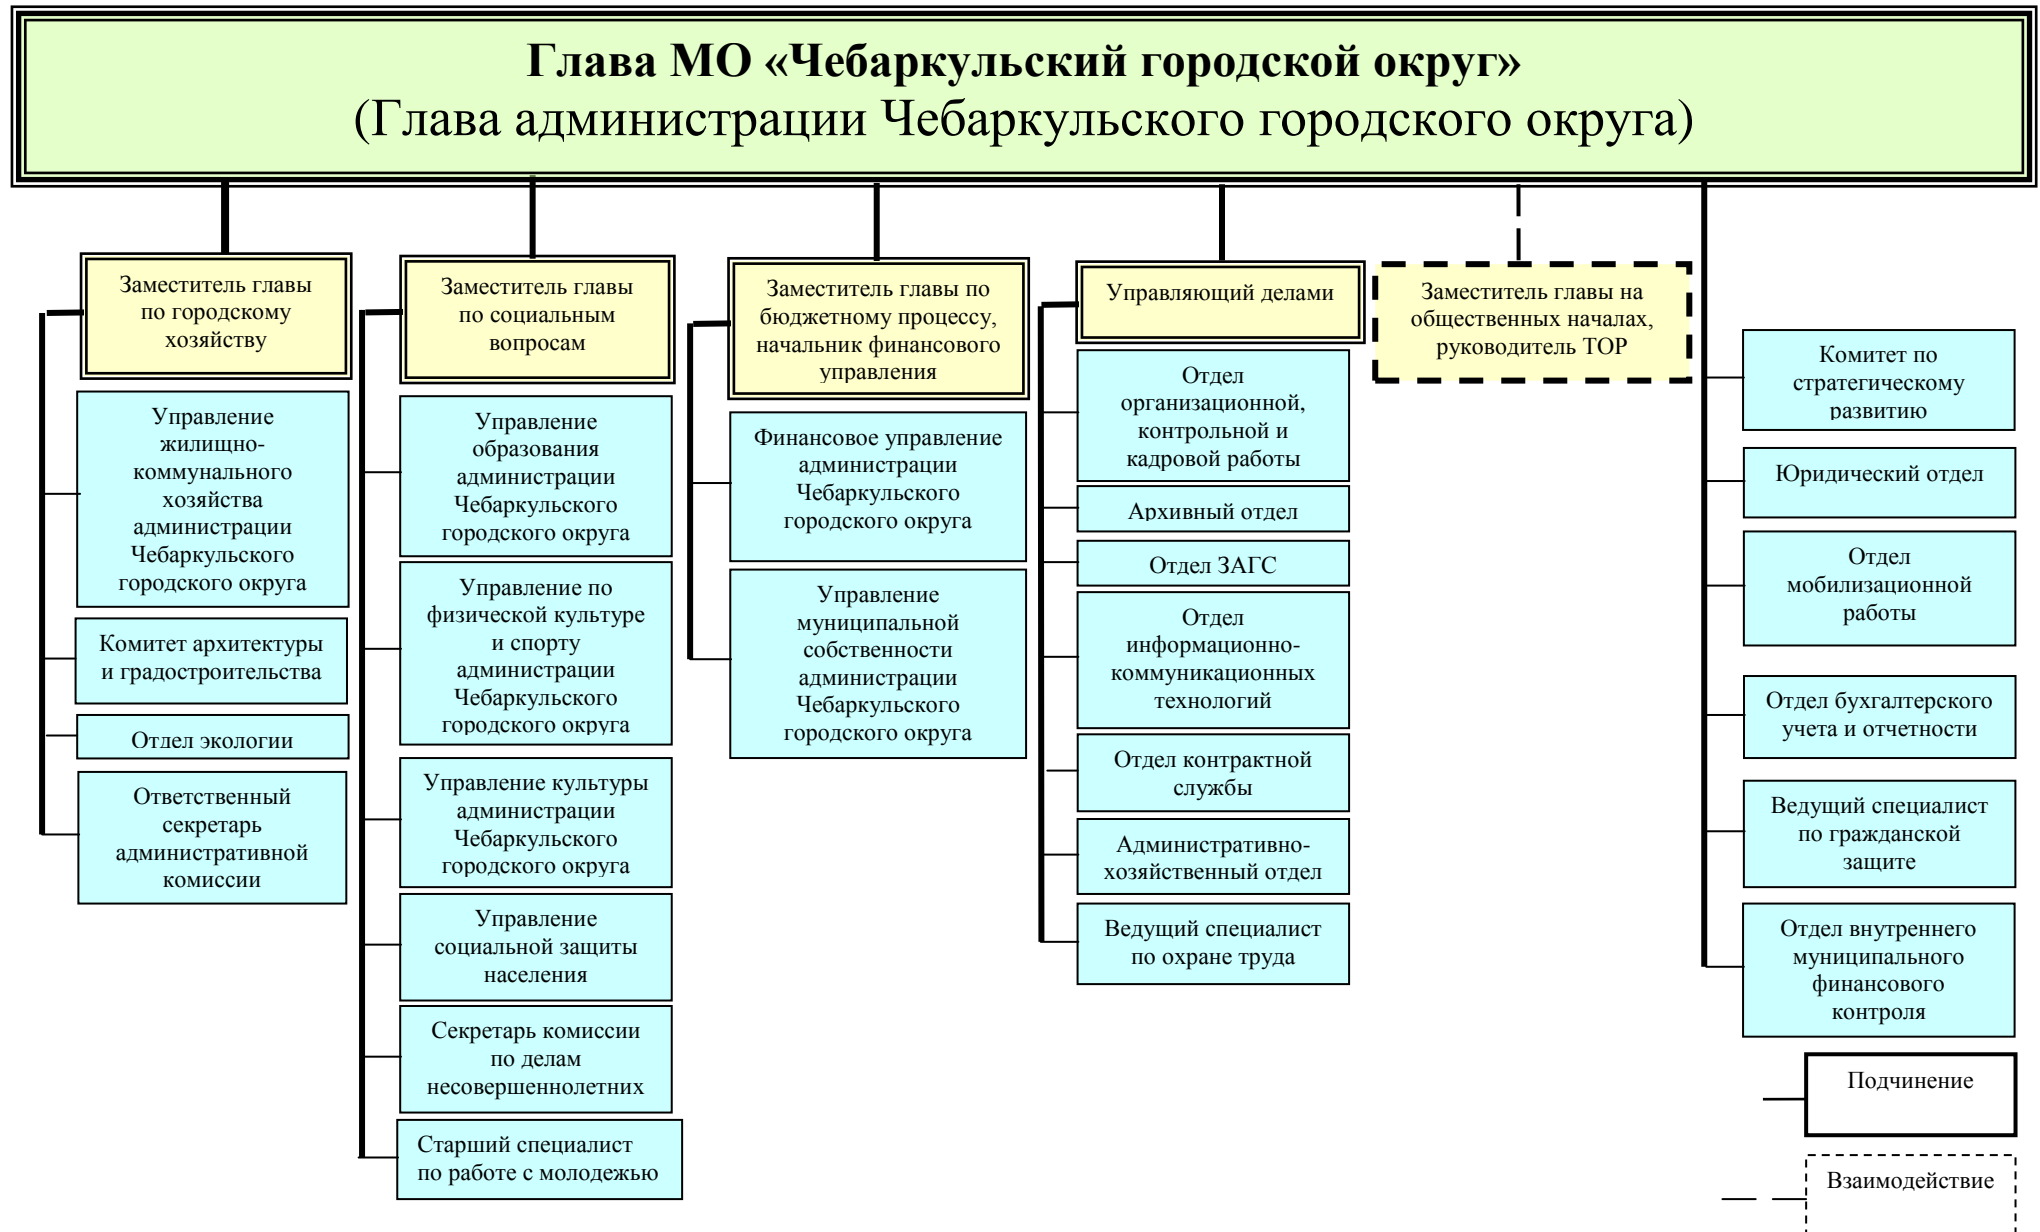 Глава МО «Чебаркульский городской округ»
(Глава администрации Чебаркульского городского округа)
Заместитель главы
по городскому
хозяйству
Управление
жилищно-
коммунального
хозяйства
администрации
Чебаркульского
городского округа
Комитет архитектуры
и градостроительства
Отдел экологии
Ответственный
секретарь
административной
комиссии
Заместитель главы
по социальным
вопросам
Управление
образования
администрации
Чебаркульского
городского округа
Управление по
физической культуре
и спорту
администрации
Чебаркульского
городского округа
Управление культуры
администрации
Чебаркульского
городского округа
Управление
социальной защиты
населения
Секретарь комиссии
по делам
несовершеннолетних
Старший специалист
по работе с молодежью
Заместитель главы по
бюджетному процессу,
начальник финансового
управления
Финансовое управление
администрации
Чебаркульского
городского округа
Управление
муниципальной
собственности
администрации
Чебаркульского
городского округа
Управляющий делами
Отдел
организационной,
контрольной и
кадровой работы
Архивный отдел
Отдел ЗАГС
Отдел
информационно-
коммуникационных
технологий
Отдел контрактной
службы
Административно-
хозяйственный отдел
Ведущий специалист
по охране труда
Заместитель главы на
общественных началах,
руководитель ТОР
Комитет по
стратегическому
развитию
Юридический отдел
Отдел
мобилизационной
работы
Отдел бухгалтерского
учета и отчетности
Ведущий специалист
по гражданской
защите
Отдел внутреннего
муниципального
финансового
контроля
Подчинение
Взаимодействие